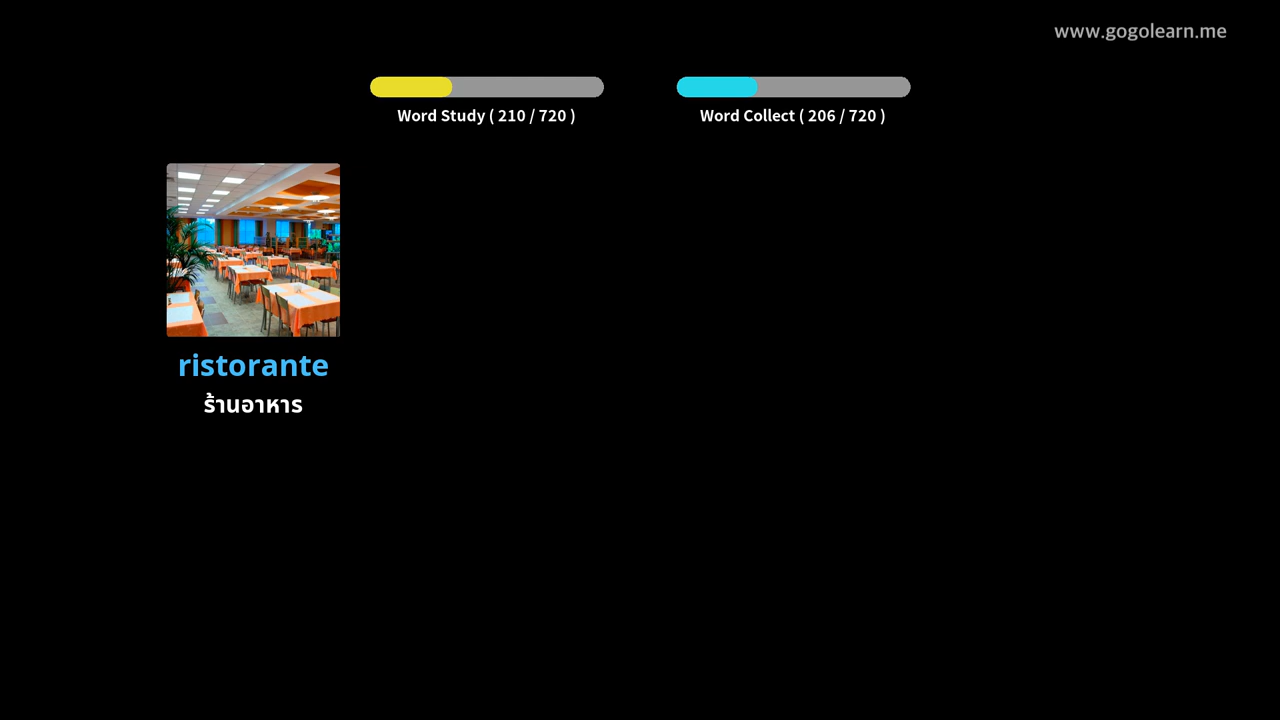 www.gogolearn.me
Word Study ( 210 / 720 )
Word Collect ( 206 / 720 )
ristorante
ร้านอาหาร